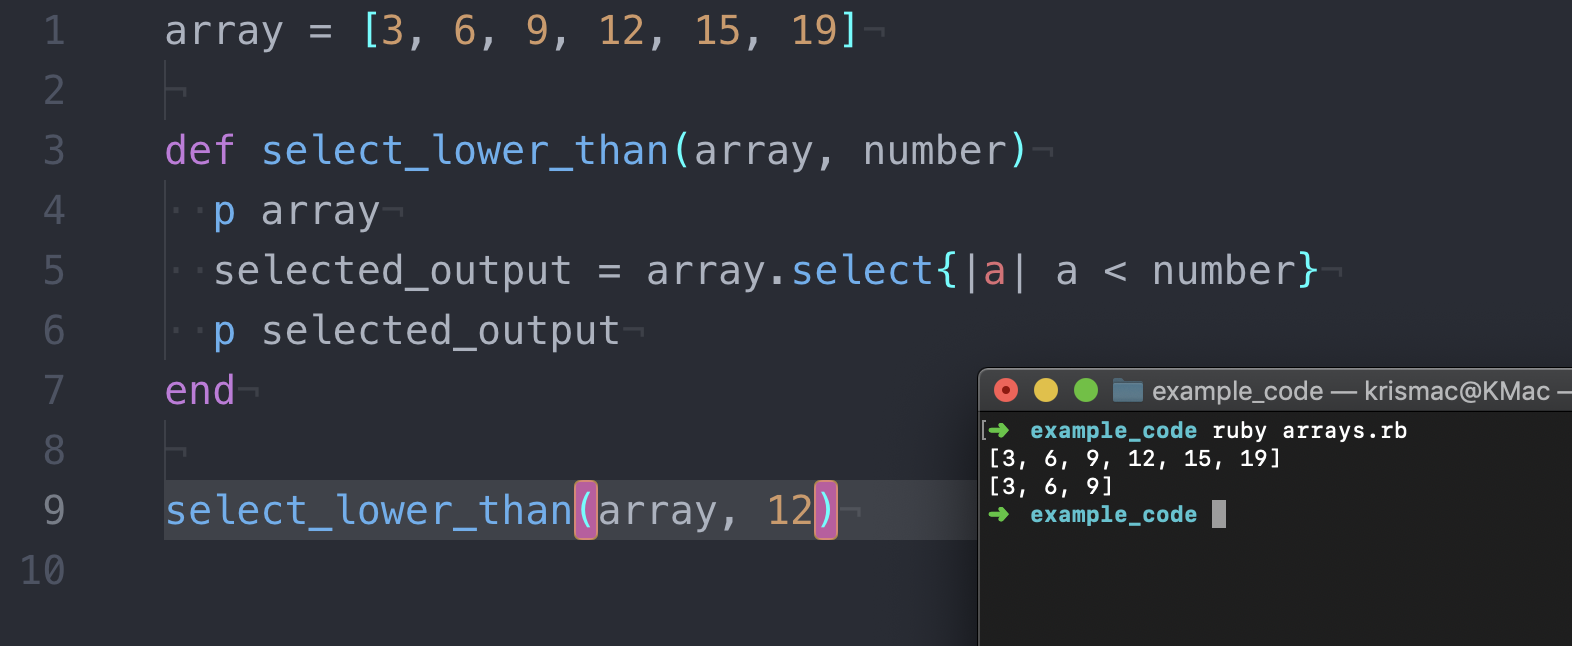 1 array = [3, 6, 9, 12, 15, 19]¬
2 ¬
3 def select_lower_than(array, number)¬
4 ··p array¬
5 ··selected_output = array.select{|a| a < number}¬
6 ··p selected_output¬
7 end¬
8 ¬
9 select_lower_than(array, 12)¬
10
example_code — krismac@KMac —
[➜ example_code ruby arrays.rb
[3, 6, 9, 12, 15, 19]
[3, 6, 9]
➜ example_code